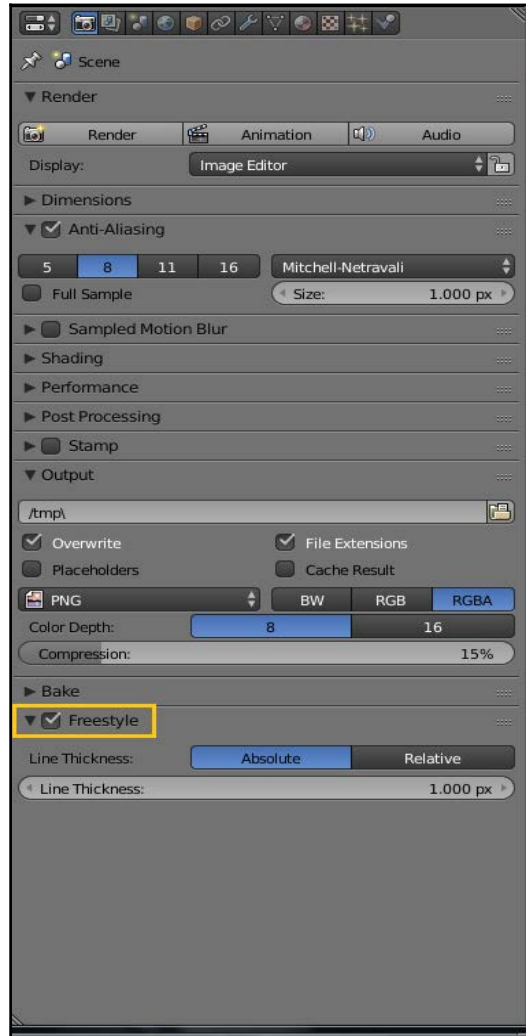 Scene
Render
Render Animation Audio
Display: Image Editor
Dimensions
Anti-Aliasing
5 8 11 16 Mitchell-Netravali
Full Sample Size: 1.000 px
Sampled Motion Blur
Shading
Performance
Post Processing
Stamp
Output
/tmp\
Overwrite File Extensions
Placeholders Cache Result
PNG BW RGB RGBA
Color Depth: 8 16
Compression: 15%
Bake
Freestyle
Line Thickness: Absolute Relative
Line Thickness: 1.000 px